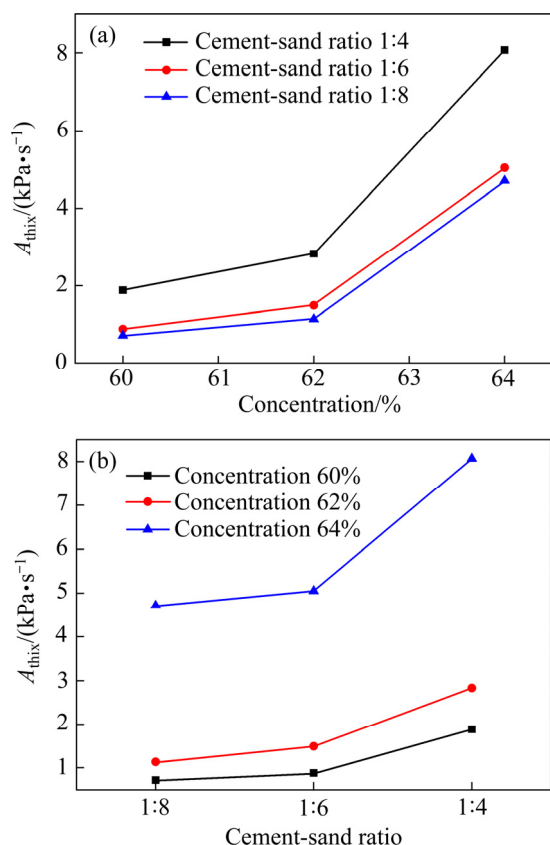 (a)
Cement-sand ratio 1∶4
Cement-sand ratio 1∶6
Cement-sand ratio 1∶8
A_thix/(kPa•s⁻¹)
8
6
4
2
0
60 61 62 63 64
Concentration/%
(b)
Concentration 60%
Concentration 62%
Concentration 64%
A_thix/(kPa•s⁻¹)
8
7
6
5
4
3
2
1
1∶8 1∶6 1∶4
Cement-sand ratio